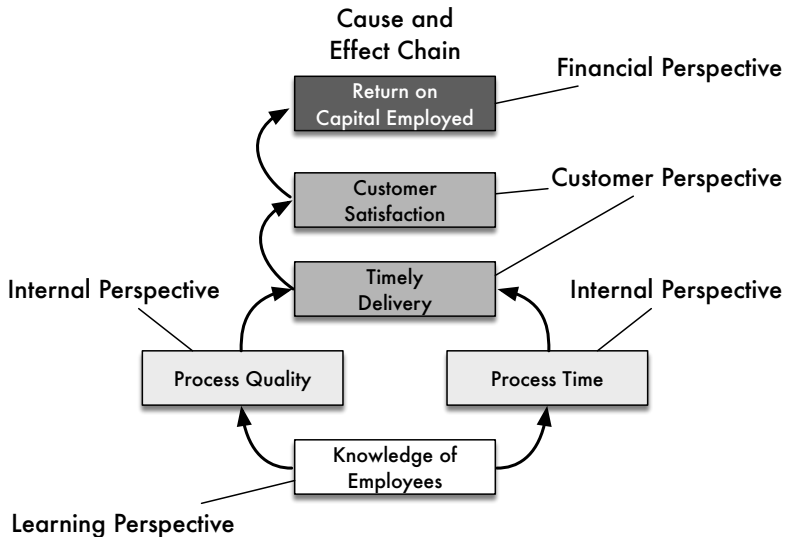 Cause and
Effect Chain
Financial Perspective
Return on
Capital Employed
Customer Perspective
Customer
Satisfaction
Internal Perspective
Timely
Delivery
Internal Perspective
Process Quality
Process Time
Knowledge of
Employees
Learning Perspective